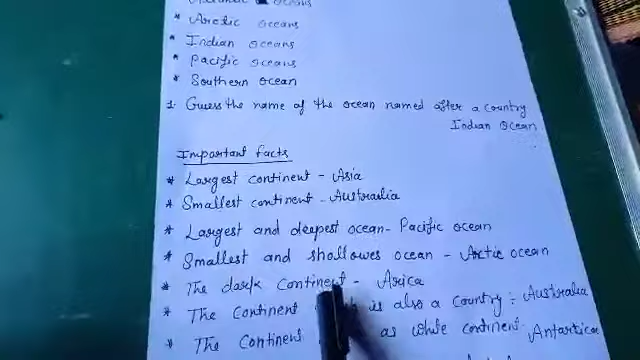 * Arctic oceans
* Indian oceans
* Pacific oceans
* Southern ocean
1. Guess the name of the ocean named after a country
Indian Ocean
Important facts
* Largest continent - Asia
* Smallest continent - Australia
* Largest and deepest ocean - Pacific ocean
* Smallest and shollowes ocean - Arctic ocean
* The dark continent - Arica
* The Continent is also a country : Australia
* The Continent as white continent - Antartica